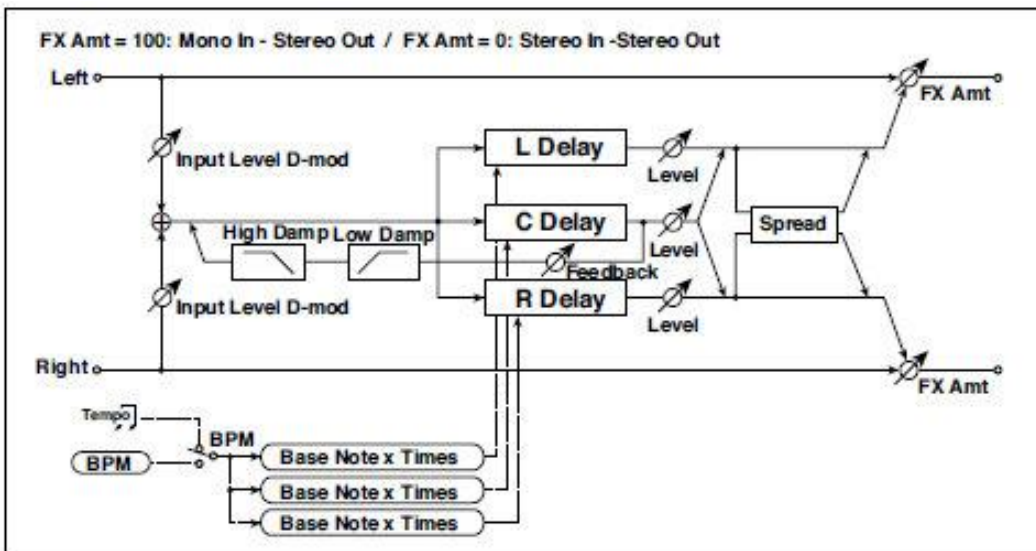 FX Amt = 100: Mono In - Stereo Out / FX Amt = 0: Stereo In -Stereo Out
Left
FX Amt
Input Level D-mod
L Delay
Level
C Delay
Level
Spread
High Damp
Low Damp
Feedback
R Delay
Level
Input Level D-mod
Right
FX Amt
Tempo
BPM
BPM
Base Note x Times
Base Note x Times
Base Note x Times